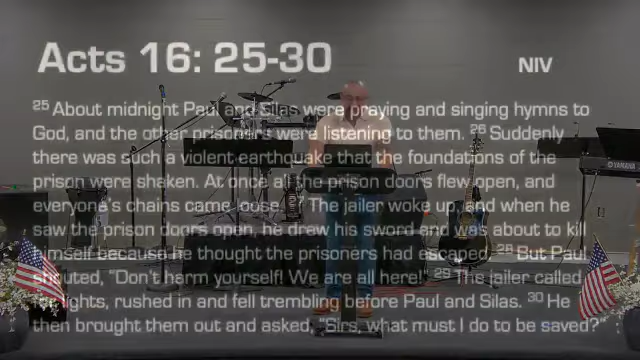 Acts 16: 25-30
NIV
25 About midnight Paul and Silas were praying and singing hymns to
God, and the other prisoners were listening to them. 26 Suddenly
there was such a violent earthquake that the foundations of the
prison were shaken. At once all the prison doors flew open, and
everyone's chains came loose. 27 The jailer woke up, and when he
saw the prison doors open, he drew his sword and was about to kill
himself because he thought the prisoners had escaped. 28 But Paul
shouted, "Don't harm yourself! We are all here!" 29 The jailer called
for lights, rushed in and fell trembling before Paul and Silas. 30 He
then brought them out and asked, "Sirs, what must I do to be saved?"
YAMAHA